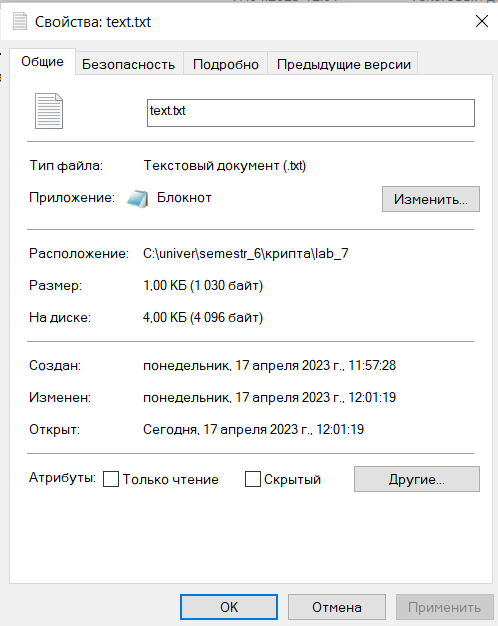 Свойства: text.txt
Общие Безопасность Подробно Предыдущие версии
text.txt
Тип файла: Текстовый документ (.txt)
Приложение: Блокнот Изменить...
Расположение: C:\univer\semestr_6\крипта\lab_7
Размер: 1,00 КБ (1 030 байт)
На диске: 4,00 КБ (4 096 байт)
Создан: понедельник, 17 апреля 2023 г., 11:57:28
Изменен: понедельник, 17 апреля 2023 г., 12:01:19
Открыт: Сегодня, 17 апреля 2023 г., 12:01:19
Атрибуты: Только чтение Скрытый Другие...
OK Отмена Применить